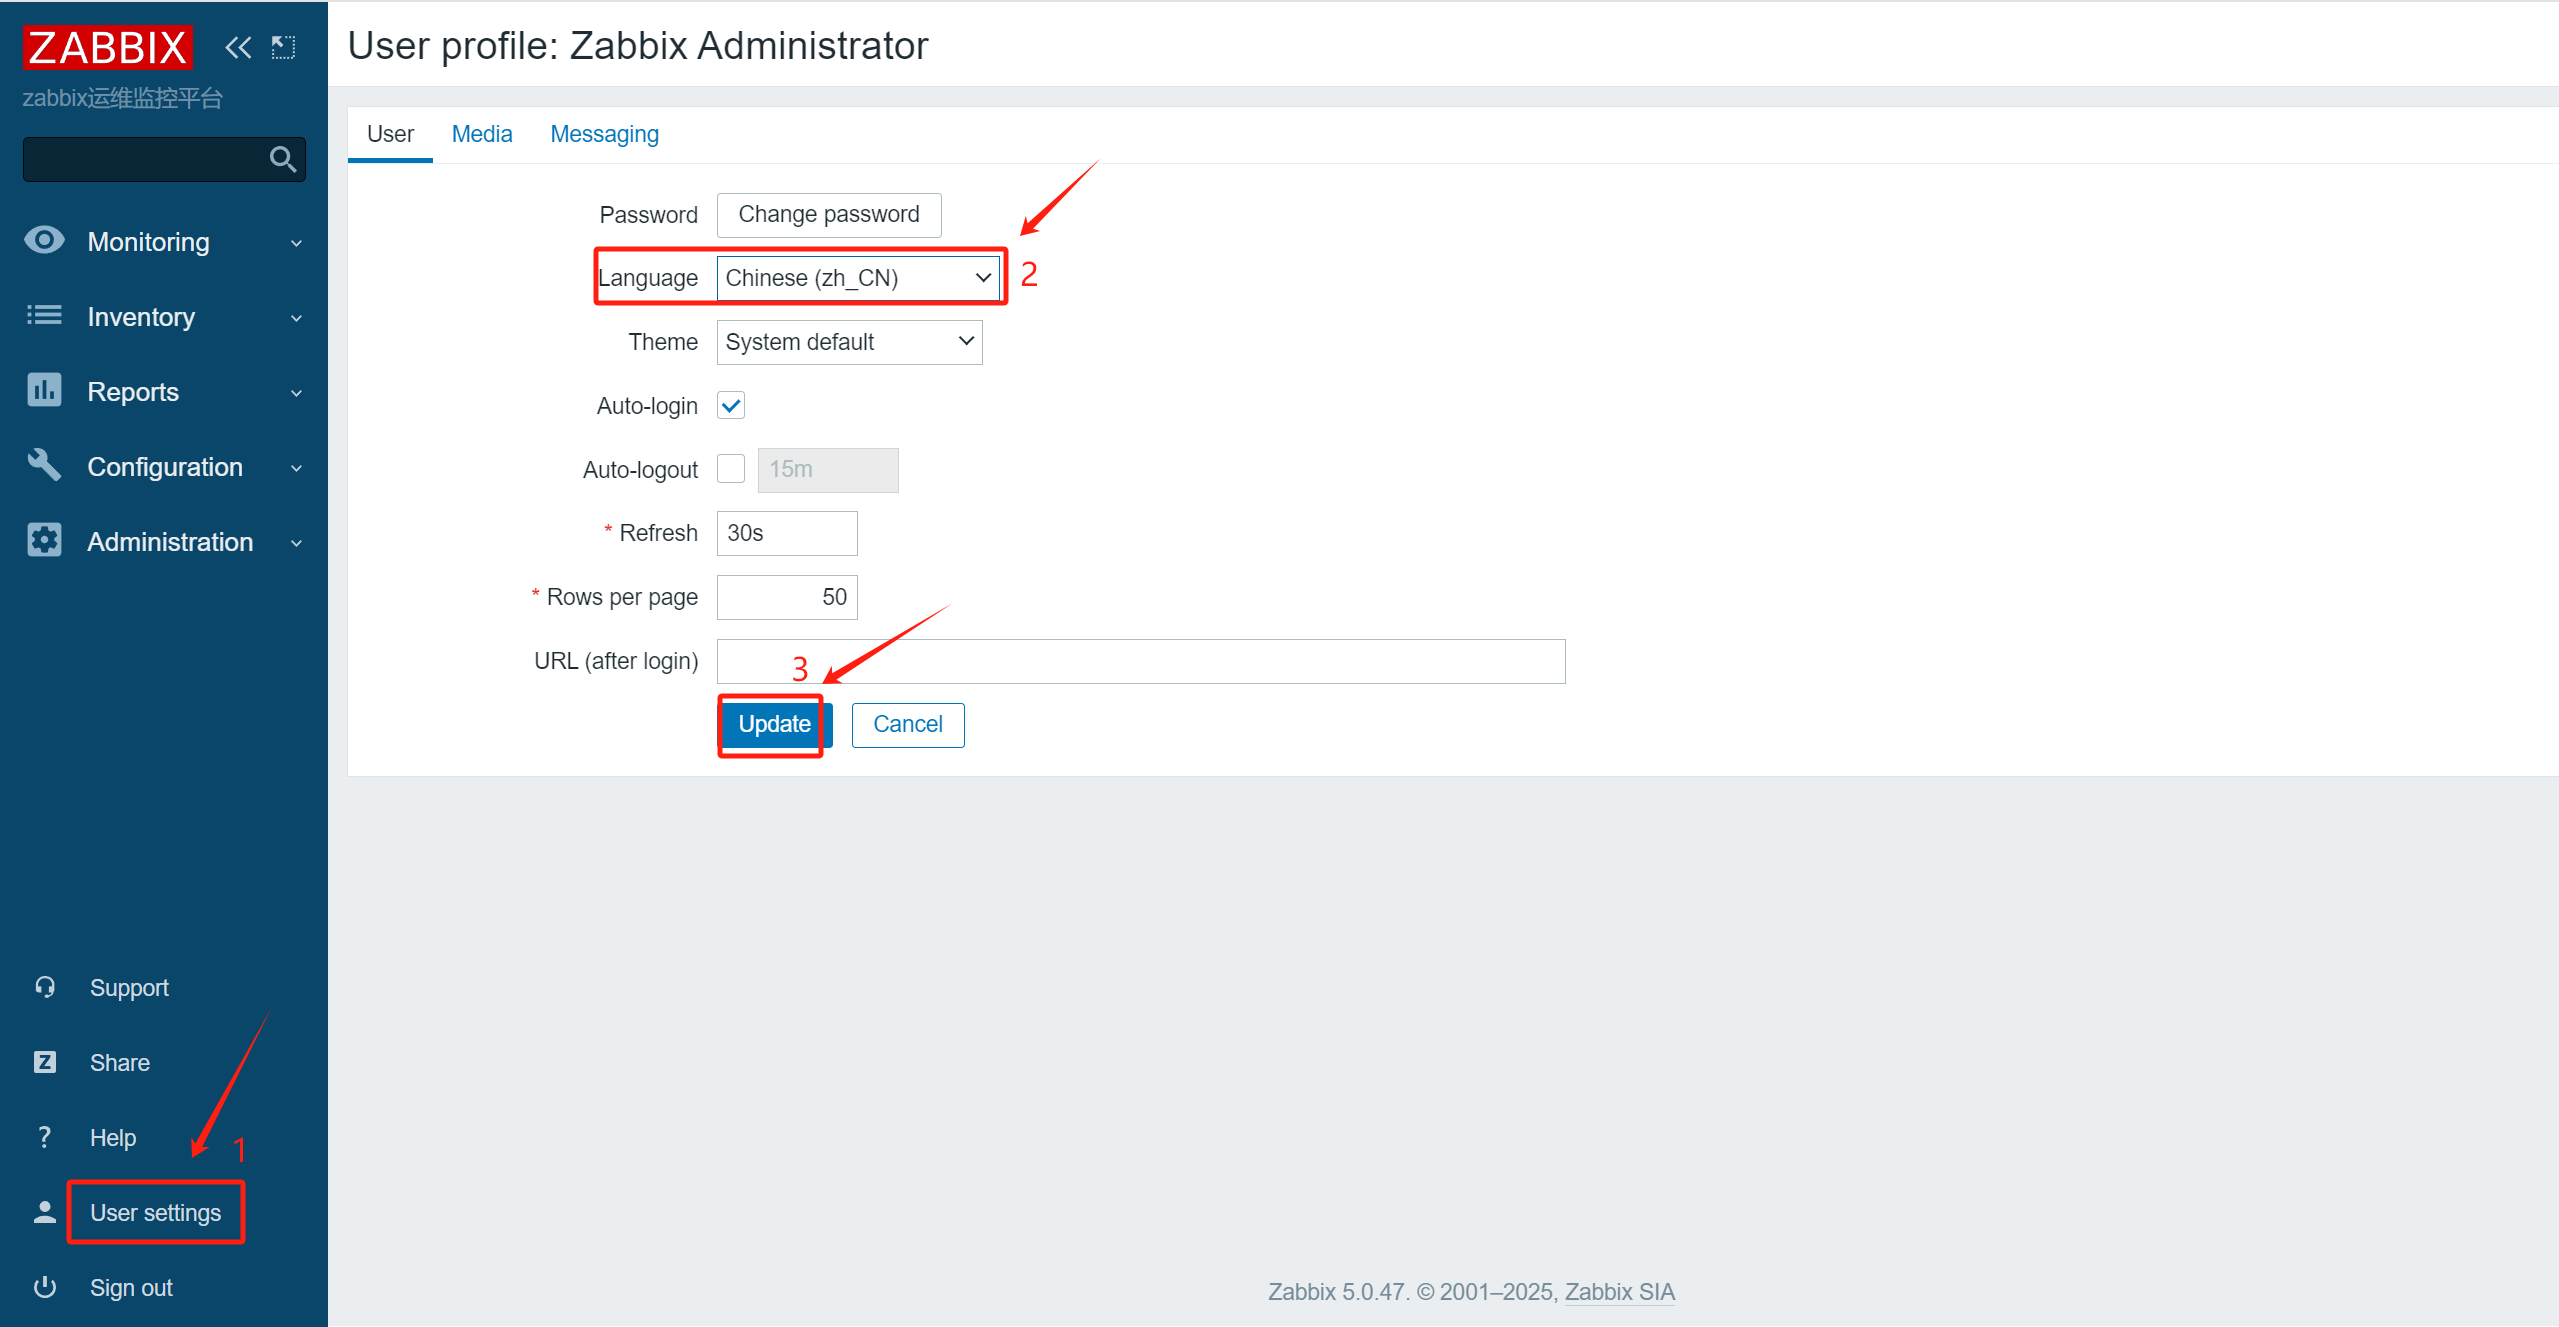 ZABBIX
zabbix运维监控平台
Monitoring
Inventory
Reports
Configuration
Administration
Support
Share
Help
1
User settings
Sign out
User profile: Zabbix Administrator
User Media Messaging
Password Change password
Language Chinese (zh_CN) 2
Theme System default
Auto-login
Auto-logout 15m
* Refresh 30s
* Rows per page 50
URL (after login) 3
Update Cancel
Zabbix 5.0.47. © 2001–2025, Zabbix SIA